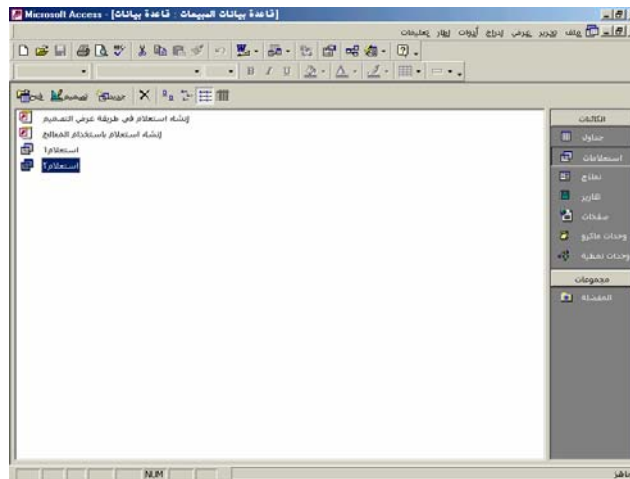 Microsoft Access - [قاعدة بيانات المبيعات : قاعدة بيانات]
ملف تحرير عرض إدراج أدوات إطار تعليمات
فتح تصميم جديد
الكائنات
جداول
استعلامات
نماذج
تقارير
صفحات
وحدات ماكرو
وحدات نمطية
مجموعات
المفضلة
إنشاء استعلام في طريقة عرض التصميم
إنشاء استعلام باستخدام المعالج
استعلام1
استعلام٢
NUM
جاهز